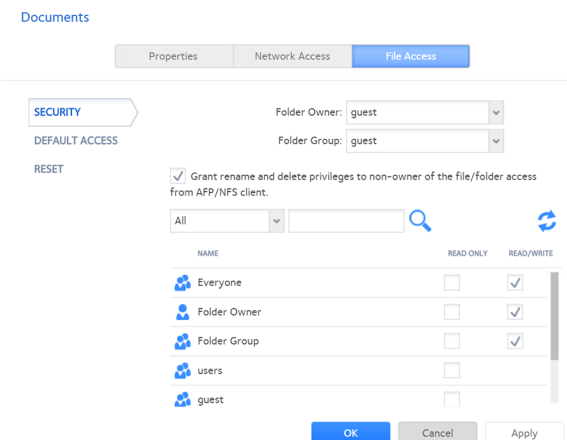 Documents
Properties
Network Access
File Access
SECURITY
DEFAULT ACCESS
RESET
Folder Owner: guest
Folder Group: guest
Grant rename and delete privileges to non-owner of the file/folder access
from AFP/NFS client.
All
NAME READ ONLY READ/WRITE
Everyone
Folder Owner
Folder Group
users
guest
OK Cancel Apply